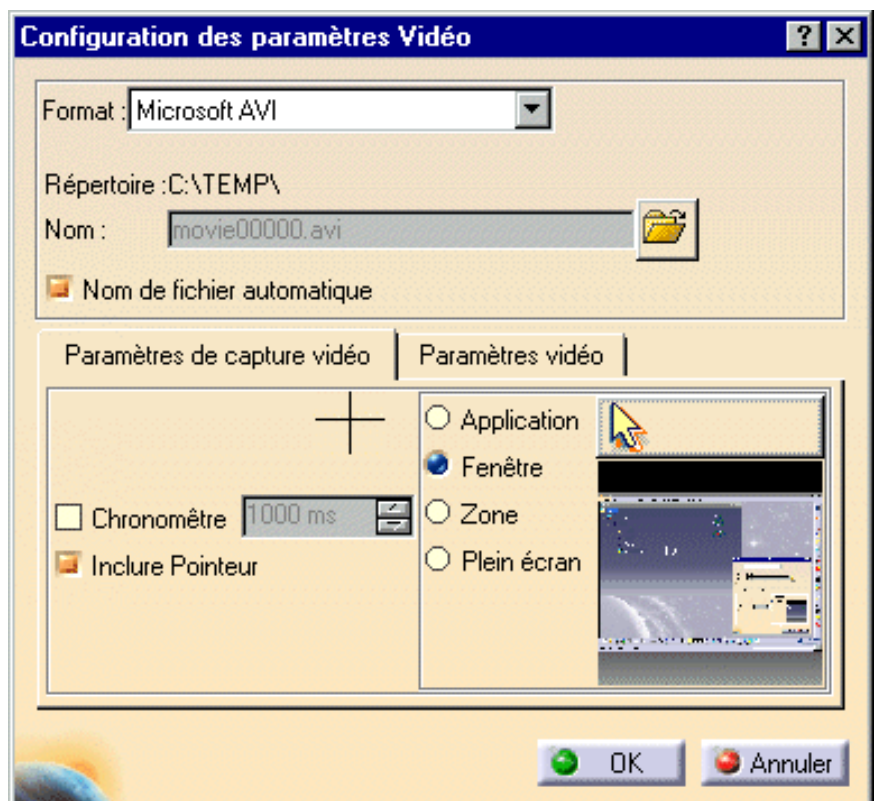 Configuration des paramètres Vidéo
Format : Microsoft AVI
Répertoire :C:\TEMP\
Nom : movie00000.avi
Nom de fichier automatique
Paramètres de capture vidéo
Paramètres vidéo
Chronomêtre 1000 ms
Inclure Pointeur
Application
Fenêtre
Zone
Plein écran
OK
Annuler